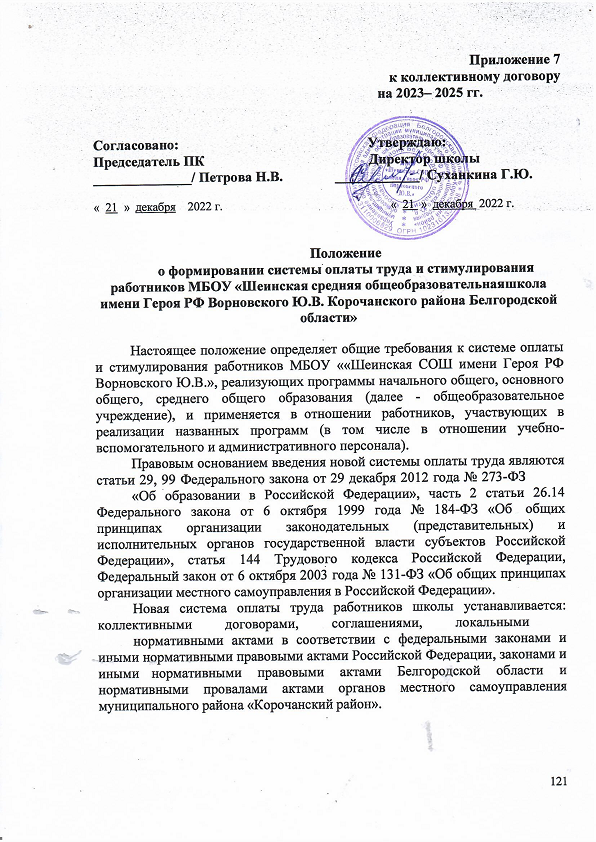 Приложение 7
к коллективному договору
на 2023– 2025 гг.
Согласовано:
Утверждаю:
Председатель ПК
Директор школы
______________/ Петрова Н.В.
____________/ Суханкина Г.Ю.
« 21 » декабря 2022 г.
« 21 » декабря 2022 г.
Положение
о формировании системы оплаты труда и стимулирования
работников МБОУ «Шеинская средняя общеобразовательнаяшкола
имени Героя РФ Ворновского Ю.В. Корочанского района Белгородской
области»
Настоящее положение определяет общие требования к системе оплаты
и стимулирования работников МБОУ ««Шеинская СОШ имени Героя РФ
Ворновского Ю.В.», реализующих программы начального общего, основного
общего, среднего общего образования (далее - общеобразовательное
учреждение), и применяется в отношении работников, участвующих в
реализации названных программ (в том числе в отношении учебно-
вспомогательного и административного персонала).
Правовым основанием введения новой системы оплаты труда являются
статьи 29, 99 Федерального закона от 29 декабря 2012 года № 273-ФЗ
«Об образовании в Российской Федерации», часть 2 статьи 26.14
Федерального закона от 6 октября 1999 года № 184-ФЗ «Об общих
принципах организации законодательных (представительных) и
исполнительных органов государственной власти субъектов Российской
Федерации», статья 144 Трудового кодекса Российской Федерации,
Федеральный закон от 6 октября 2003 года № 131-ФЗ «Об общих принципах
организации местного самоуправления в Российской Федерации».
Новая система оплаты труда работников школы устанавливается:
коллективными договорами, соглашениями, локальными
нормативными актами в соответствии с федеральными законами и
иными нормативными правовыми актами Российской Федерации, законами и
иными нормативными правовыми актами Белгородской области и
нормативными провалами актами органов местного самоуправления
муниципального района «Корочанский район».
121